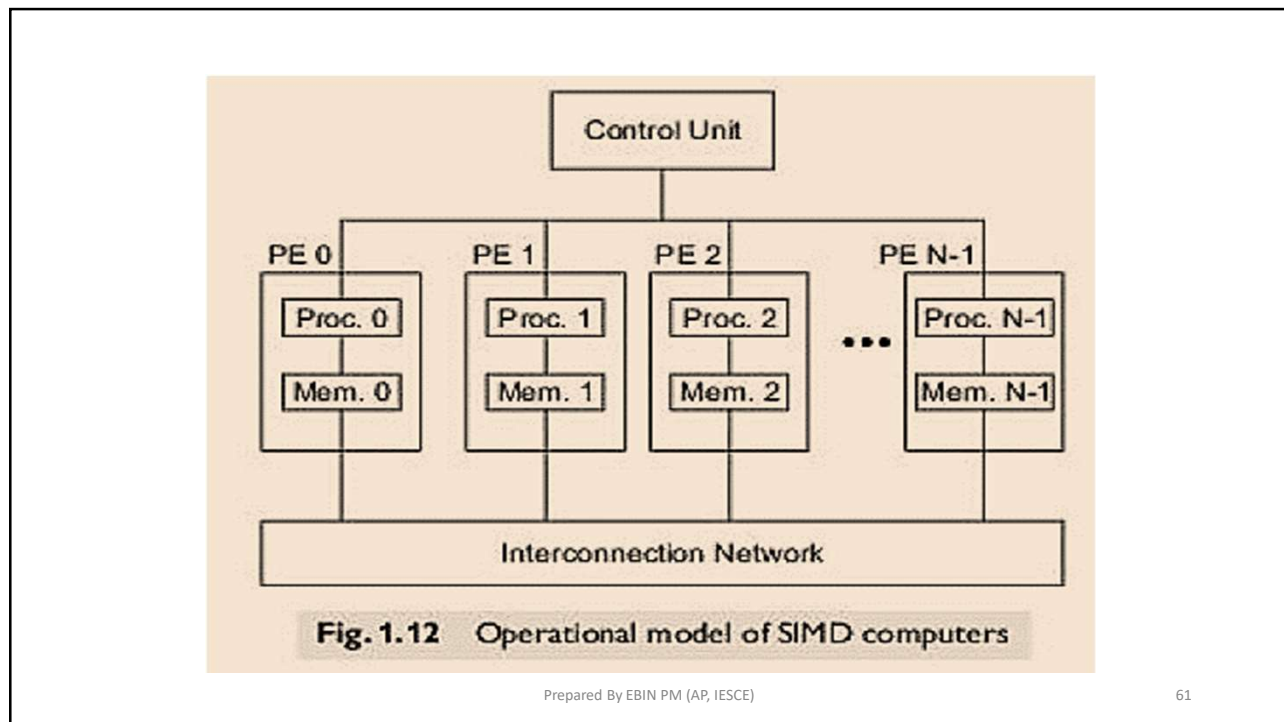 Control Unit
PE 0 PE 1 PE 2 PE N-1
Proc. 0 Proc. 1 Proc. 2 Proc. N-1
•••
Mem. 0 Mem. 1 Mem. 2 Mem. N-1
Interconnection Network
Fig. 1.12 Operational model of SIMD computers
Prepared By EBIN PM (AP, IESCE) 61